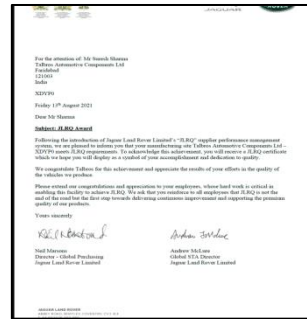 JAGUAR
ROVER
For the attention of: Mr Suresh Sharma
Talbros Automotive Components Ltd
Faridabad
121003
India
XDYP0
Friday 13th August 2021
Dear Mr Sharma
Subject: JLRQ Award
Following the introduction of Jaguar Land Rover Limited's "JLRQ" supplier performance management
system, we are pleased to inform you that your manufacturing site Talbros Automotive Components Ltd –
XDYP0 meets JLRQ requirements. To acknowledge this achievement, you will receive a JLRQ certificate
which we hope you will deploy as a symbol of your accomplishment and dedication to quality.
We congratulate Talbros for this achievement and appreciate the results of your efforts in the quality of
the vehicles we produce.
Please extend our congratulations and appreciation to your employees, whose hard work is critical in
enabling this facility to achieve JLRQ. We ask that you reinforce to all employees that JLRQ is not the
end of the road but the first step towards delivering continuous improvement and supporting the premium
quality of our products.
Yours sincerely
Neil Marsons
Director - Global Purchasing
Jaguar Land Rover Limited
Andrew McLure
Global STA Director
Jaguar Land Rover Limited
JAGUAR LAND ROVER